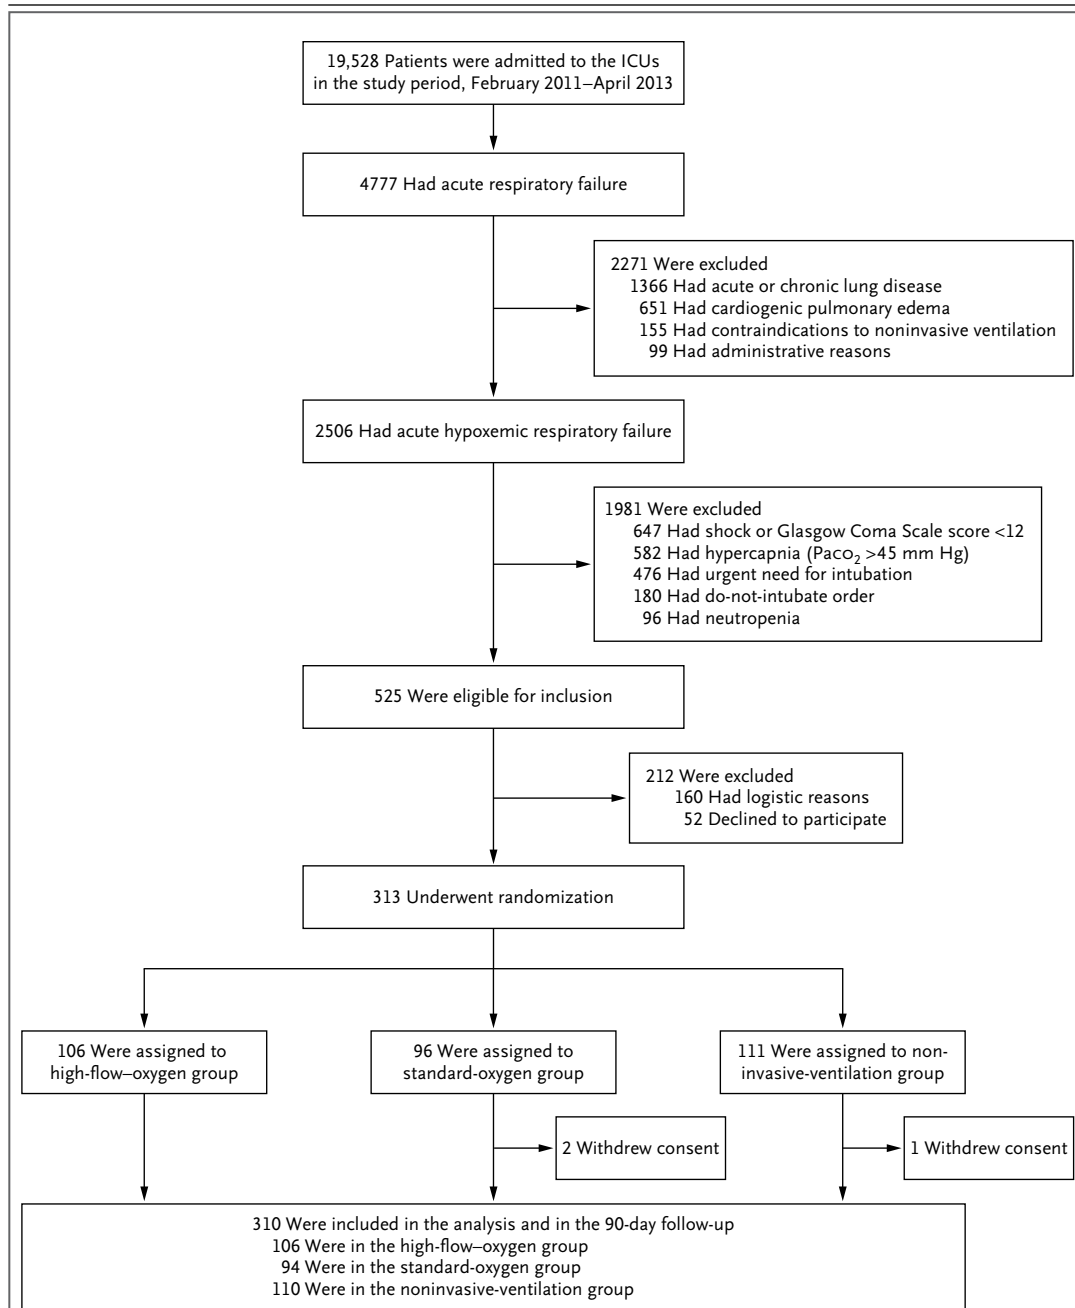 19,528 Patients were admitted to the ICUs
in the study period, February 2011–April 2013
4777 Had acute respiratory failure
2271 Were excluded
1366 Had acute or chronic lung disease
651 Had cardiogenic pulmonary edema
155 Had contraindications to noninvasive ventilation
99 Had administrative reasons
2506 Had acute hypoxemic respiratory failure
1981 Were excluded
647 Had shock or Glasgow Coma Scale score <12
582 Had hypercapnia (Paco₂ >45 mm Hg)
476 Had urgent need for intubation
180 Had do-not-intubate order
96 Had neutropenia
525 Were eligible for inclusion
212 Were excluded
160 Had logistic reasons
52 Declined to participate
313 Underwent randomization
106 Were assigned to
high-flow–oxygen group
96 Were assigned to
standard-oxygen group
111 Were assigned to non-
invasive-ventilation group
2 Withdrew consent
1 Withdrew consent
310 Were included in the analysis and in the 90-day follow-up
106 Were in the high-flow–oxygen group
94 Were in the standard-oxygen group
110 Were in the noninvasive-ventilation group